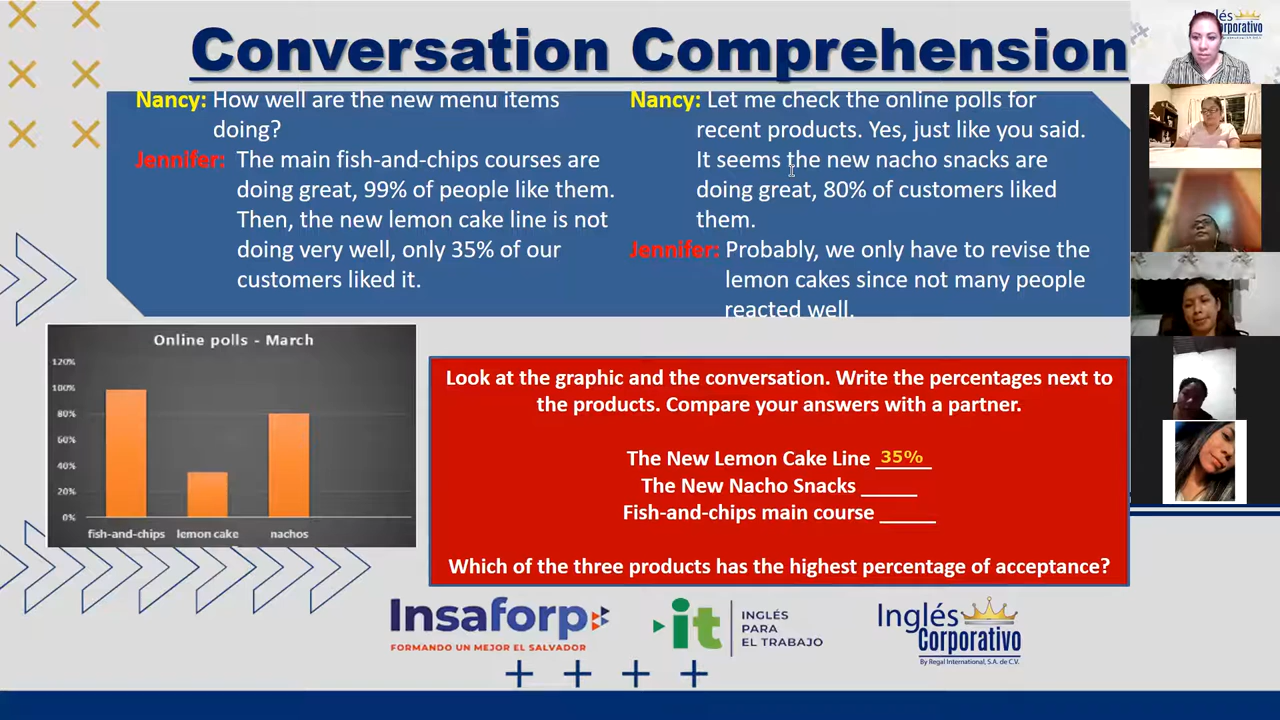 Conversation Comprehension
Nancy: How well are the new menu items
doing?
Jennifer: The main fish-and-chips courses are
doing great, 99% of people like them.
Then, the new lemon cake line is not
doing very well, only 35% of our
customers liked it.
Nancy: Let me check the online polls for
recent products. Yes, just like you said.
It seems the new nacho snacks are
doing great, 80% of customers liked
them.
Jennifer: Probably, we only have to revise the
lemon cakes since not many people
reacted well.
Online polls - March
120%
100%
80%
60%
40%
20%
0%
fish-and-chips lemon cake nachos
Look at the graphic and the conversation. Write the percentages next to
the products. Compare your answers with a partner.
The New Lemon Cake Line 35%
The New Nacho Snacks _____
Fish-and-chips main course _____
Which of the three products has the highest percentage of acceptance?
Insaforp
FORMANDO UN MEJOR EL SALVADOR
it
INGLÉS
PARA
EL TRABAJO
Inglés
Corporativo
By Regal International, S.A. de C.V.
Inglés
Corporativo